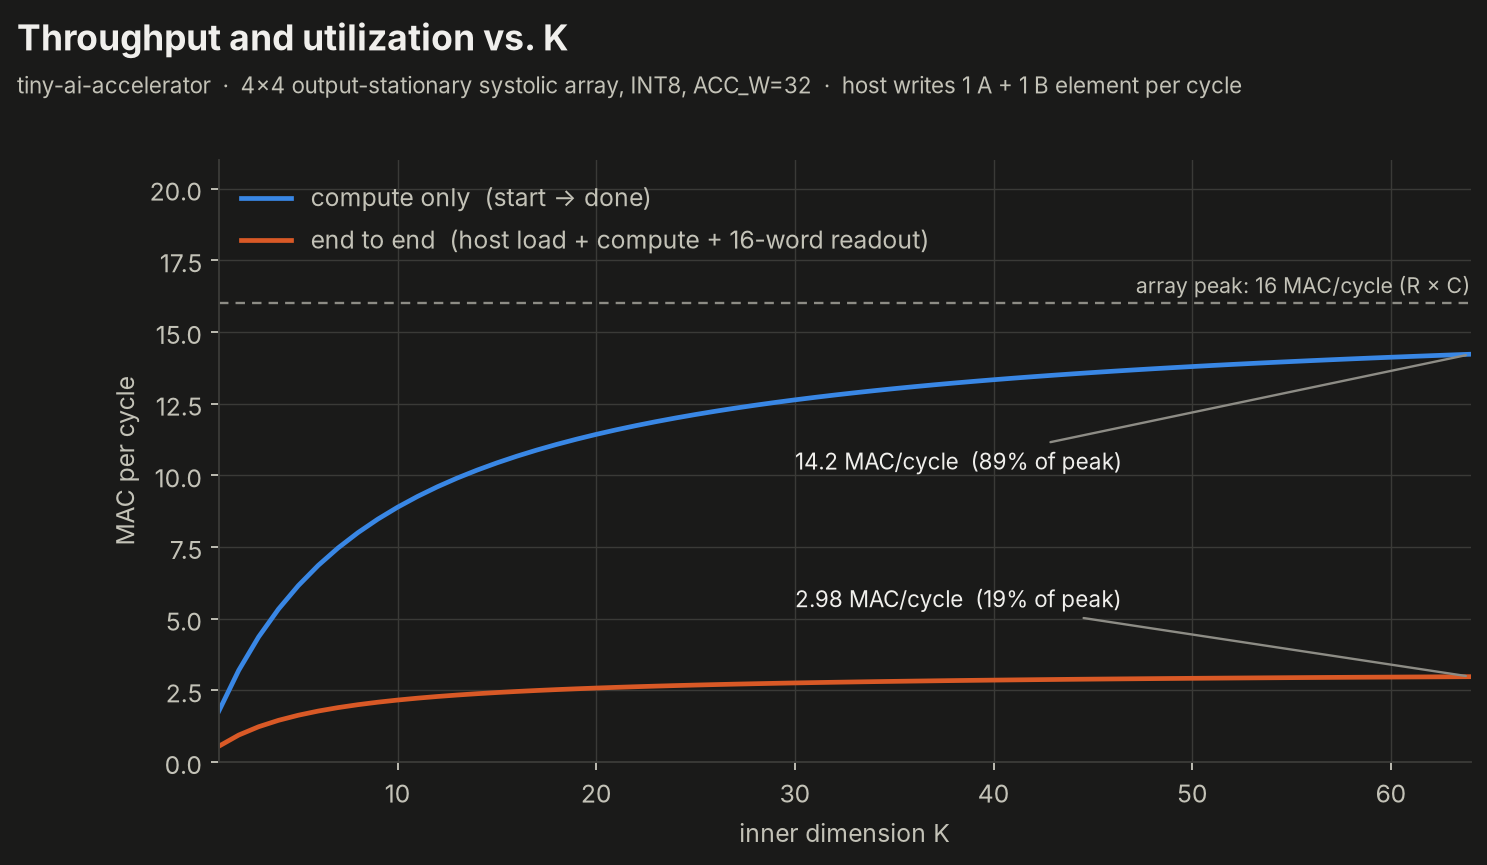 Throughput and utilization vs. K
tiny-ai-accelerator · 4×4 output-stationary systolic array, INT8, ACC_W=32 · host writes 1 A + 1 B element per cycle
20.0
compute only (start → done)
end to end (host load + compute + 16-word readout)
17.5
array peak: 16 MAC/cycle (R × C)
15.0
12.5
14.2 MAC/cycle (89% of peak)
10.0
MAC per cycle
7.5
2.98 MAC/cycle (19% of peak)
5.0
2.5
0.0
10 20 30 40 50 60
inner dimension K